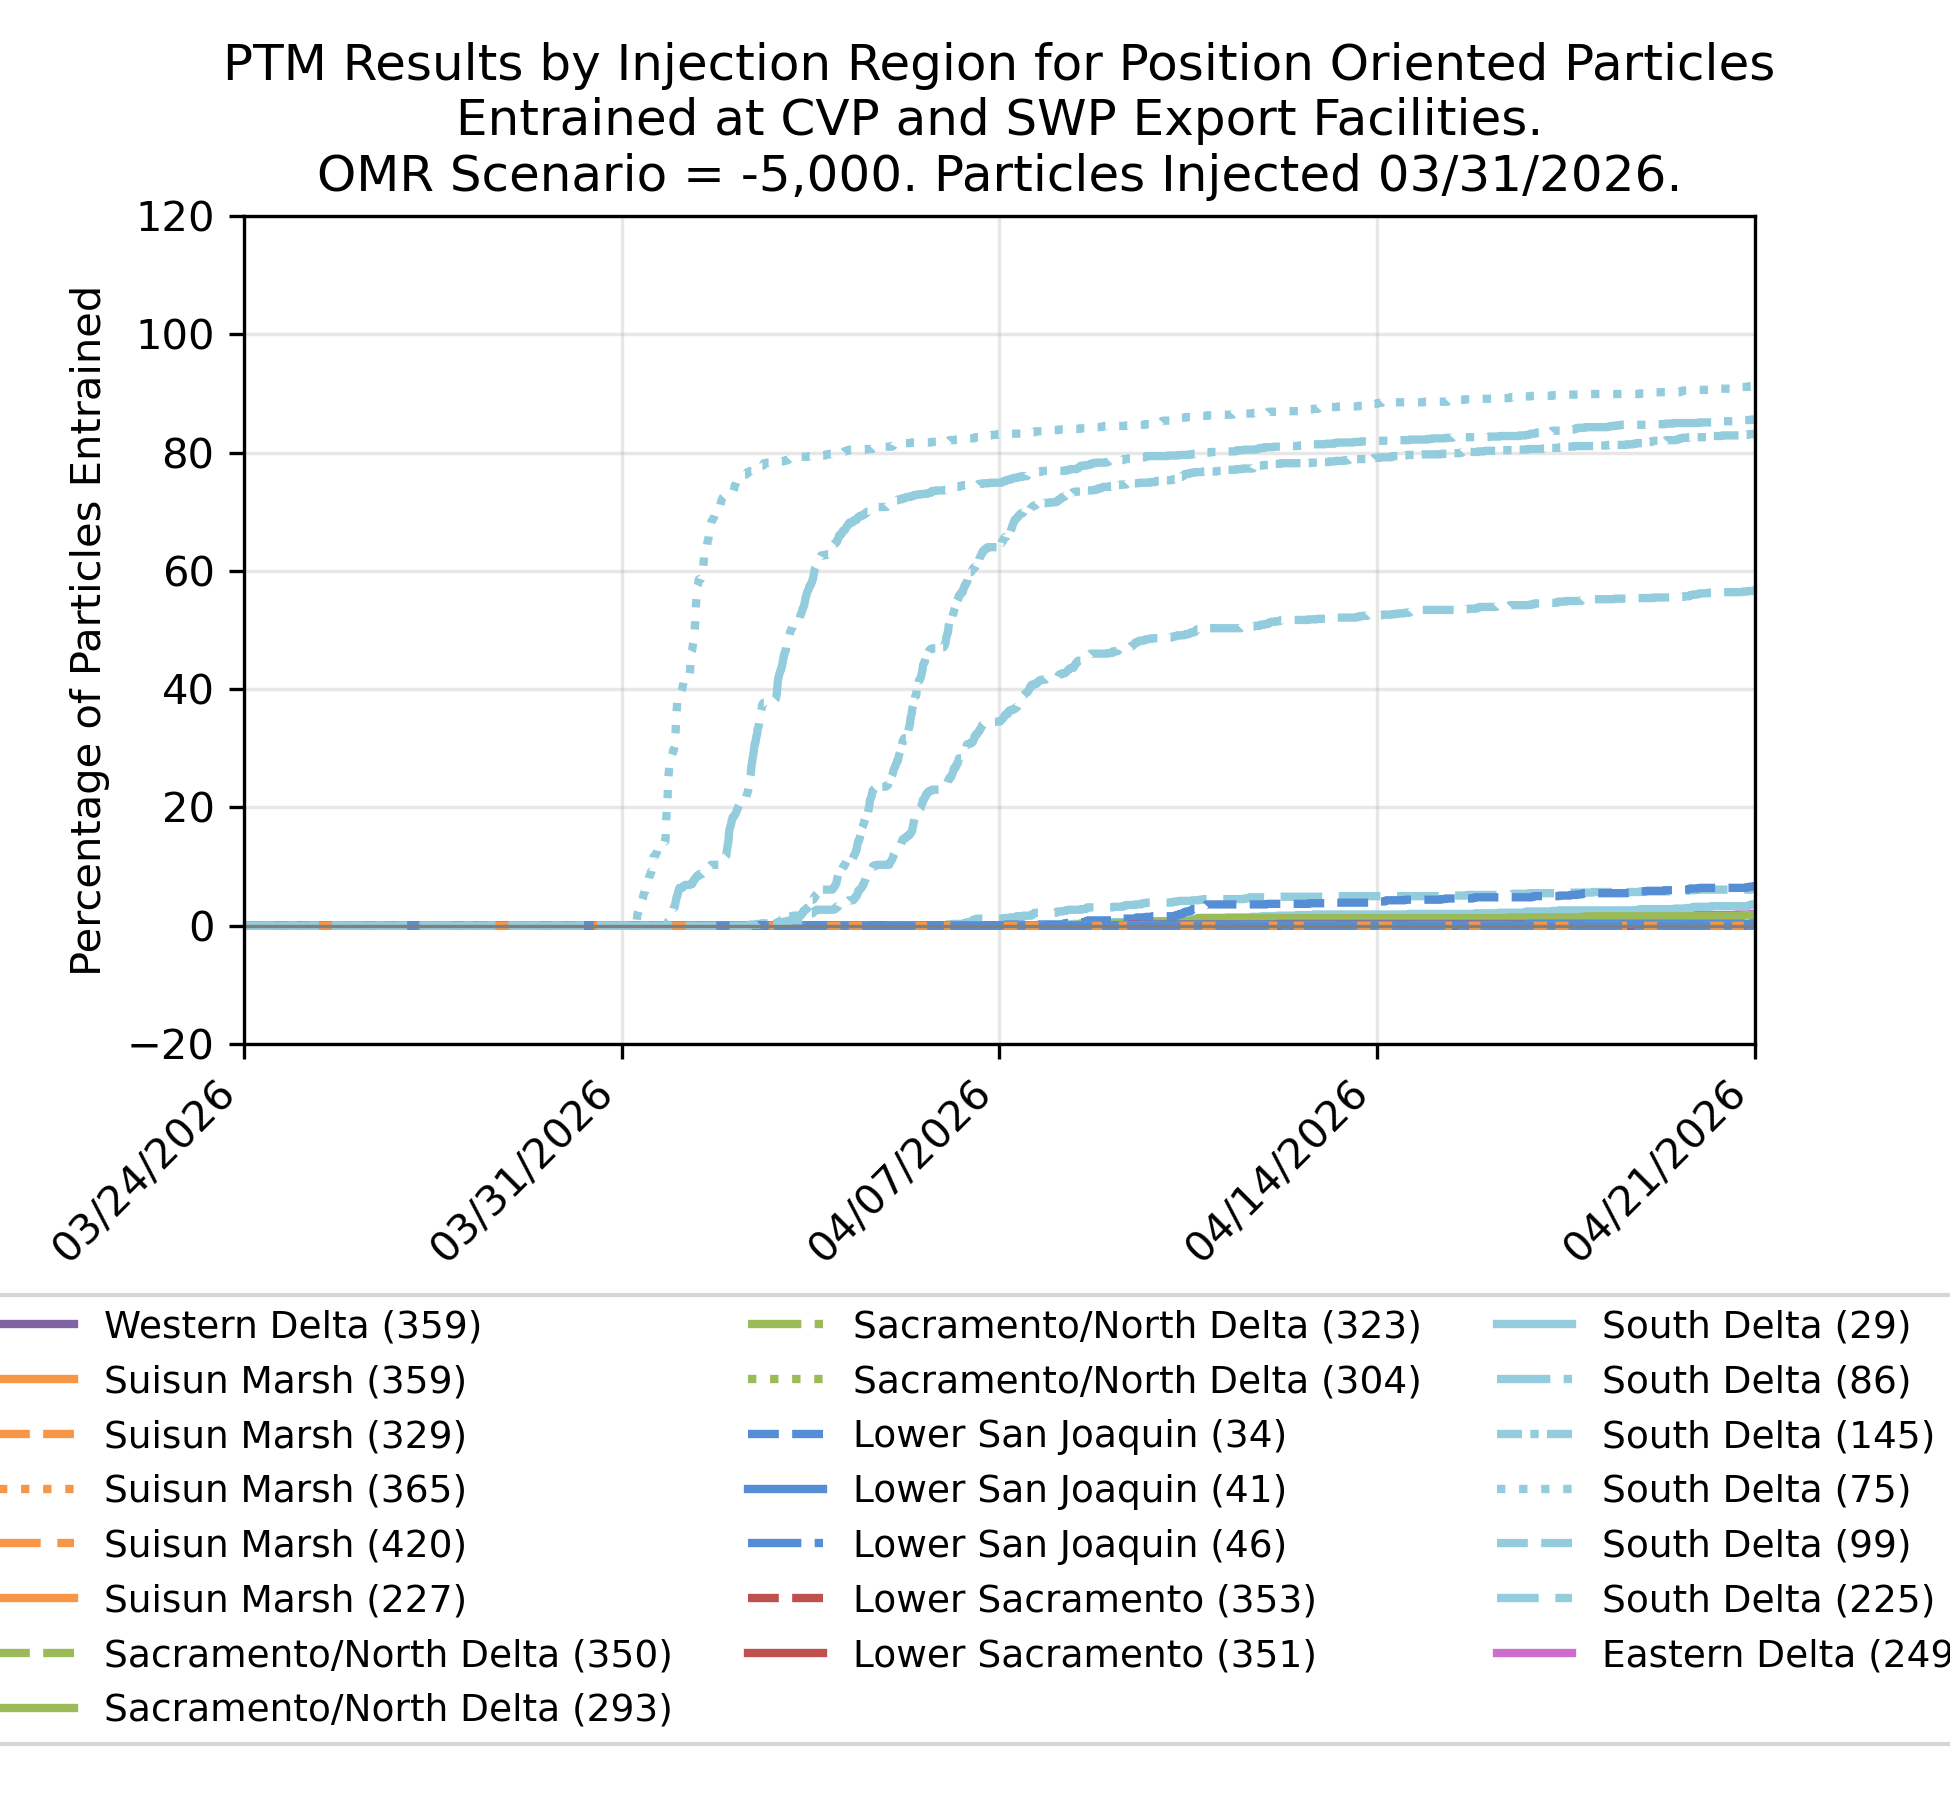 PTM Results by Injection Region for Position Oriented Particles
Entrained at CVP and SWP Export Facilities.
OMR Scenario = -5,000. Particles Injected 03/31/2026.
Percentage of Particles Entrained
120
100
80
60
40
20
0
−20
03/24/2026
03/31/2026
04/07/2026
04/14/2026
04/21/2026
Western Delta (359)
Suisun Marsh (359)
Suisun Marsh (329)
Suisun Marsh (365)
Suisun Marsh (420)
Suisun Marsh (227)
Sacramento/North Delta (350)
Sacramento/North Delta (293)
Sacramento/North Delta (323)
Sacramento/North Delta (304)
Lower San Joaquin (34)
Lower San Joaquin (41)
Lower San Joaquin (46)
Lower Sacramento (353)
Lower Sacramento (351)
South Delta (29)
South Delta (86)
South Delta (145)
South Delta (75)
South Delta (99)
South Delta (225)
Eastern Delta (249